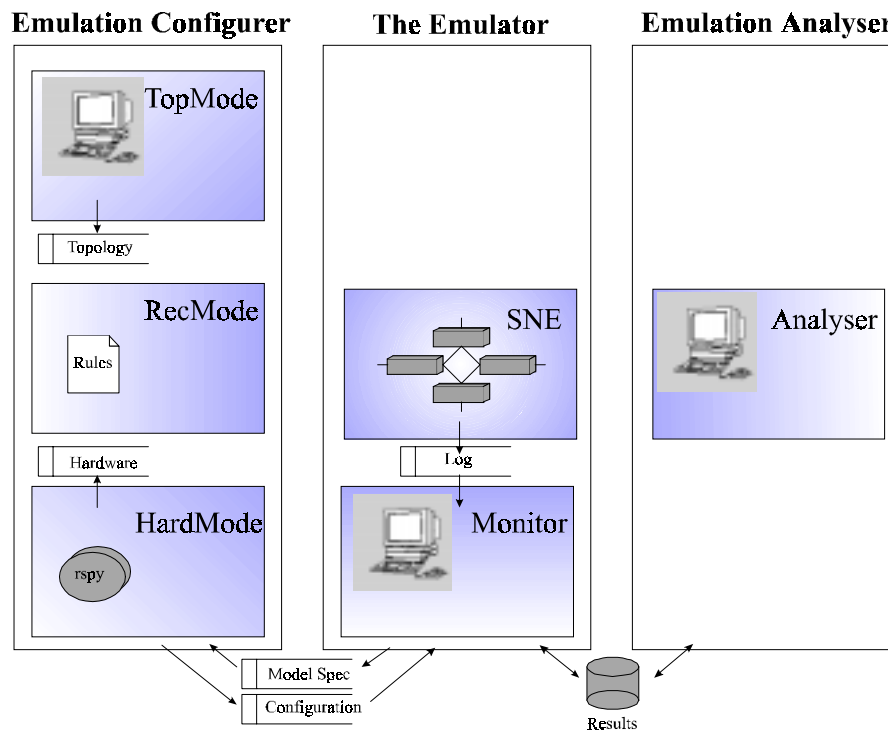 Emulation Configurer
The Emulator
Emulation Analyser
TopMode
Topology
RecMode
Rules
Hardware
HardMode
rspy
SNE
Log
Monitor
Analyser
Model Spec
Configuration
Results